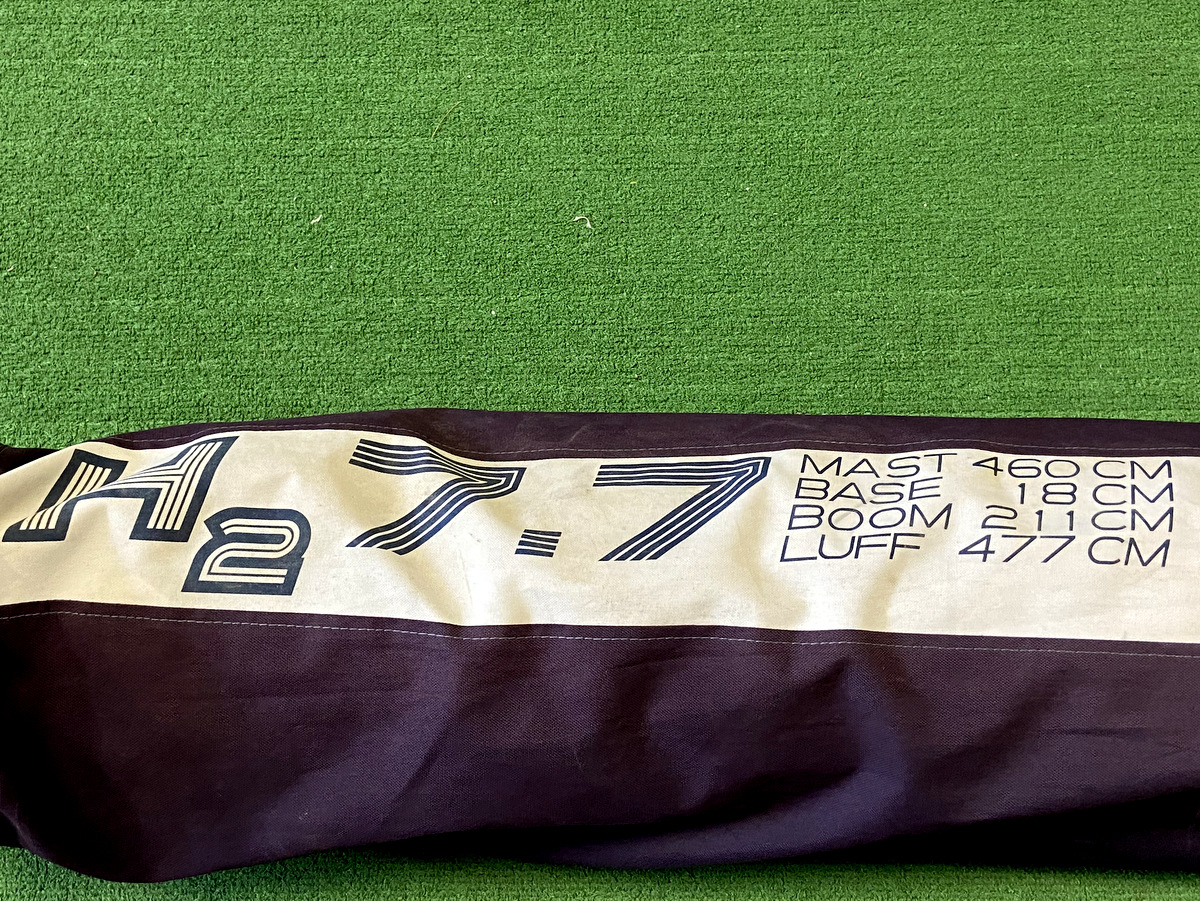 H2 7.7
MAST 460 CM
BASE 18 CM
BOOM 211 CM
LUFF 477 CM